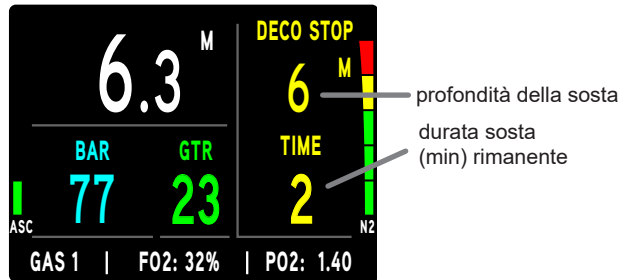 DECO STOP
6.3 M
6 M
profondità della sosta
BAR GTR TIME
durata sosta
(min) rimanente
77 23 2
ASC N2
GAS 1 | FO2: 32% | PO2: 1.40